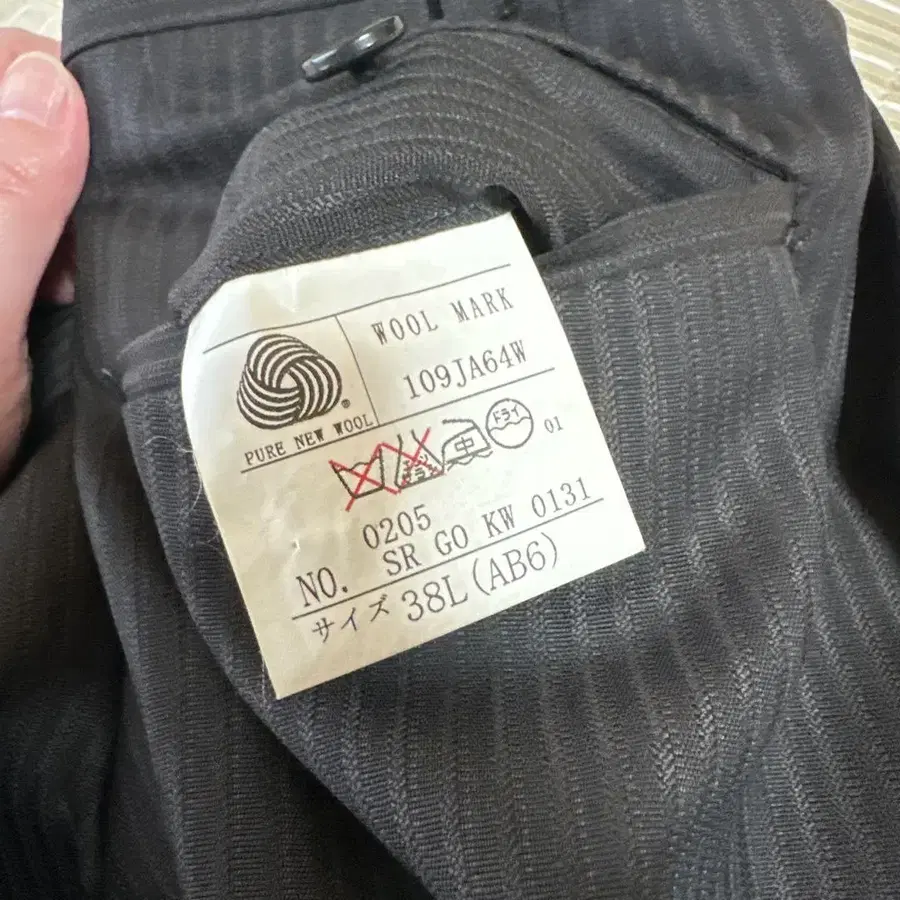 WOOL MARK
109JA64W
®
PURE NEW WOOL
中
ドライ
01
0205
NO. SR GO KW 0131
サイズ 38L(AB6)